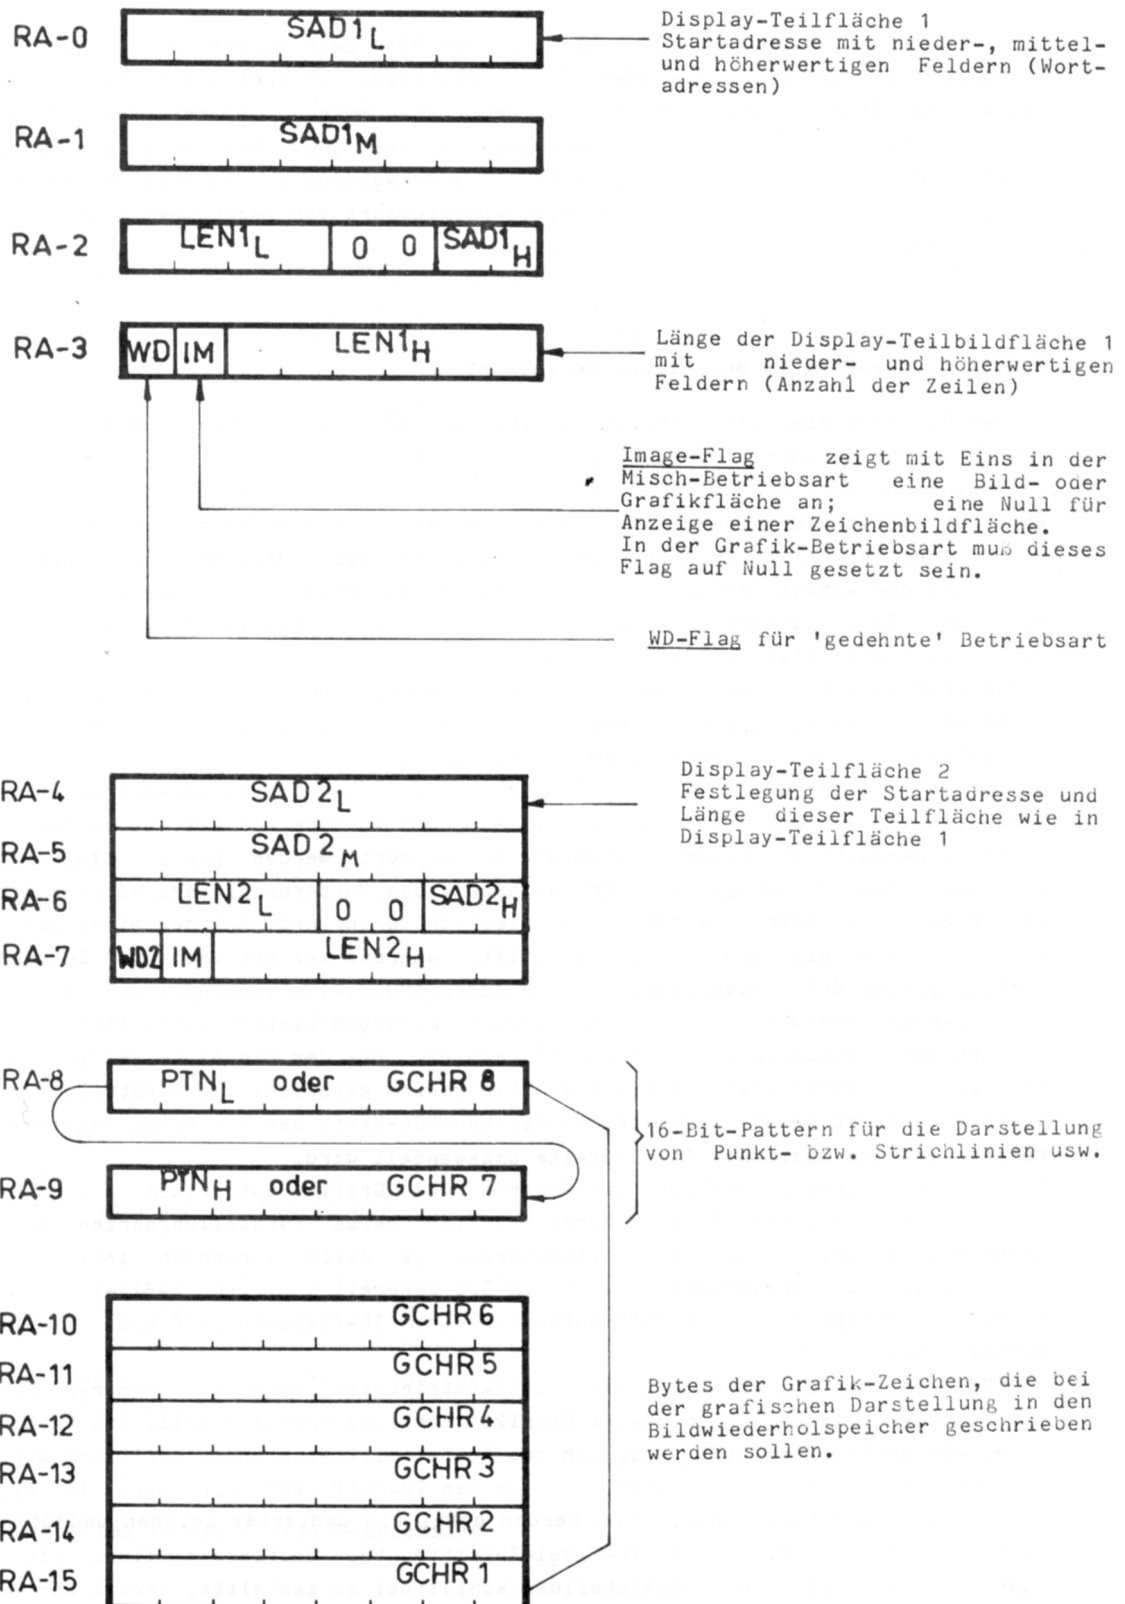 RA-0 SAD1L
Display-Teilfläche 1
Startadresse mit nieder-, mittel-
und höherwertigen Feldern (Wort-
adressen)
RA-1 SAD1M
RA-2 LEN1L 0 0 SAD1H
RA-3 WD IM LEN1H
Länge der Display-Teilbildfläche 1
mit nieder- und höherwertigen
Feldern (Anzahl der Zeilen)
Image-Flag zeigt mit Eins in der
Misch-Betriebsart eine Bild- oder
Grafikfläche an; eine Null für
Anzeige einer Zeichenbildfläche.
In der Grafik-Betriebsart muß dieses
Flag auf Null gesetzt sein.
WD-Flag für 'gedehnte' Betriebsart
RA-4 SAD2L
Display-Teilfläche 2
Festlegung der Startadresse und
Länge dieser Teilfläche wie in
Display-Teilfläche 1
RA-5 SAD2M
RA-6 LEN2L 0 0 SAD2H
RA-7 WD2 IM LEN2H
RA-8 PTNL oder GCHR 8
16-Bit-Pattern für die Darstellung
von Punkt- bzw. Strichlinien usw.
RA-9 PTNH oder GCHR 7
RA-10 GCHR 6
RA-11 GCHR 5
RA-12 GCHR 4
RA-13 GCHR 3
RA-14 GCHR 2
RA-15 GCHR 1
Bytes der Grafik-Zeichen, die bei
der grafischen Darstellung in den
Bildwiederholspeicher geschrieben
werden sollen.